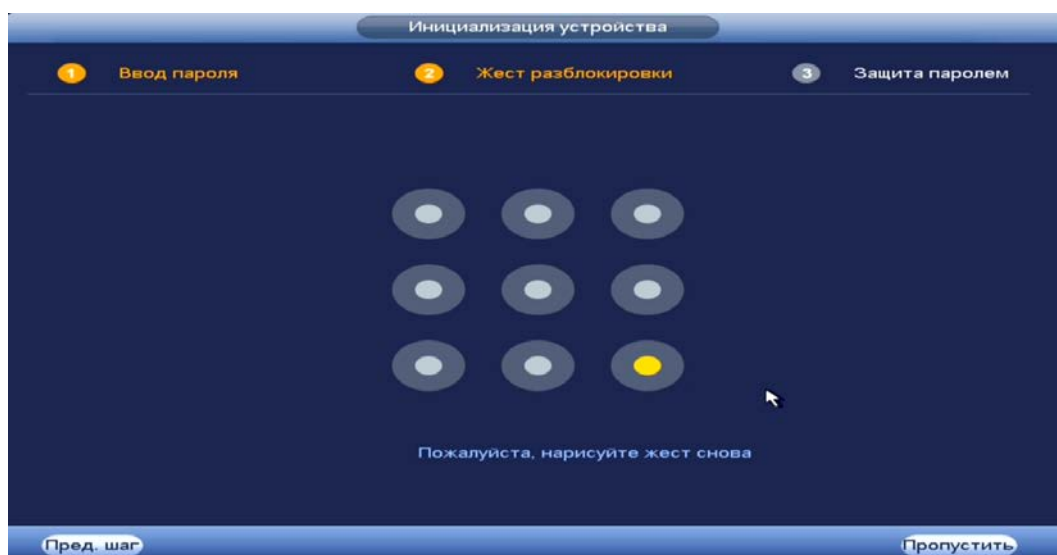 Инициализация устройства
1 Ввод пароля 2 Жест разблокировки 3 Защита паролем
Пожалуйста, нарисуйте жест снова
Пред. шаг Пропустить